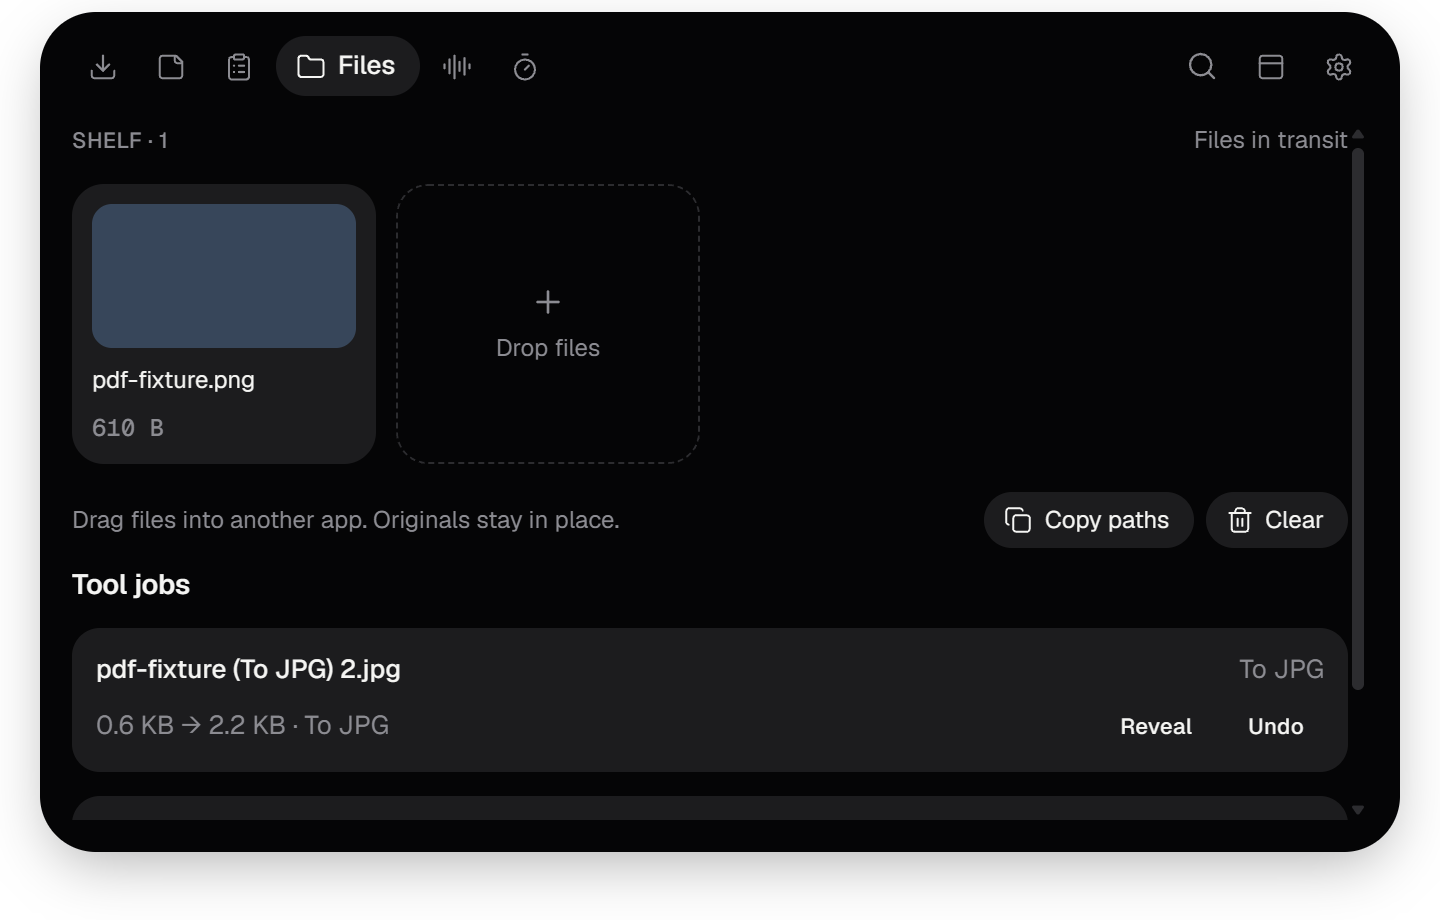 Files
SHELF · 1
Files in transit
pdf-fixture.png
610 B
Drop files
Drag files into another app. Originals stay in place.
Copy paths
Clear
Tool jobs
pdf-fixture (To JPG) 2.jpg
To JPG
0.6 KB → 2.2 KB · To JPG
Reveal
Undo